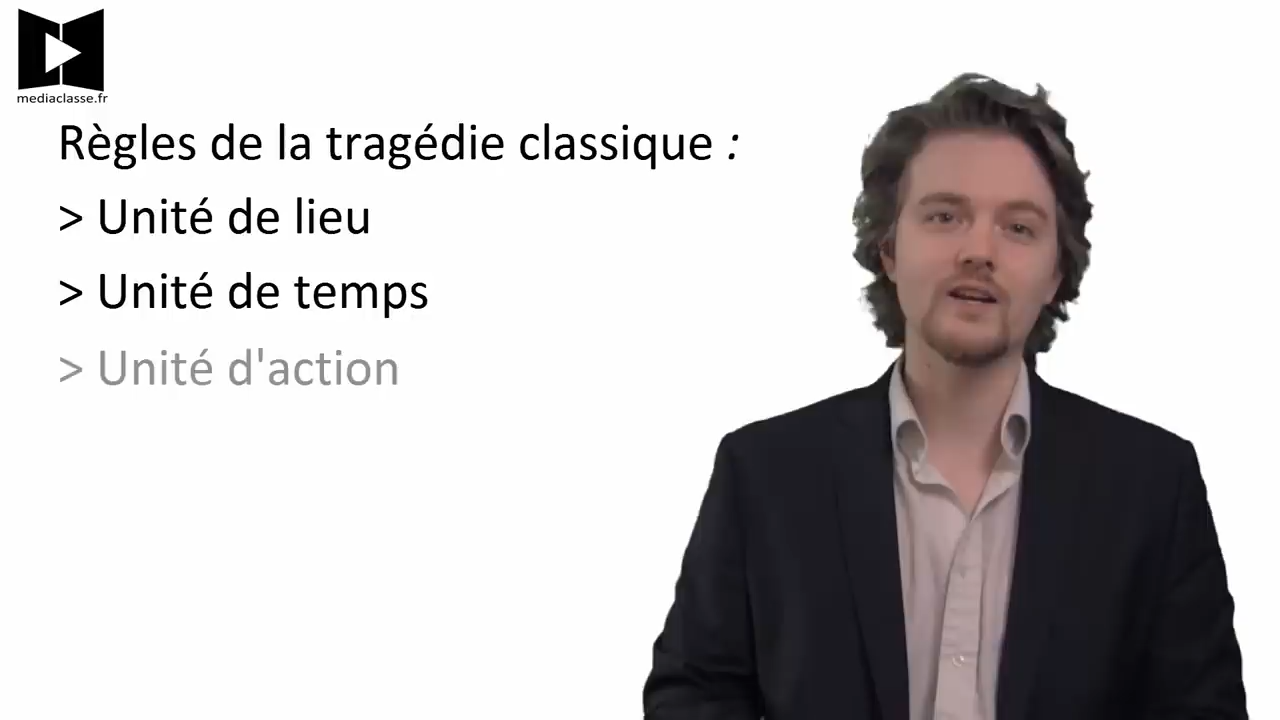 mediaclasse.fr
Règles de la tragédie classique :
> Unité de lieu
> Unité de temps
> Unité d'action